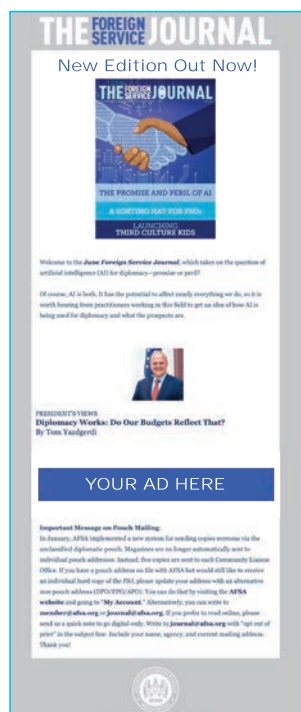 THE FOREIGN SERVICE JOURNAL
New Edition Out Now!
THE FOREIGN SERVICE JOURNAL
THE PROMISE AND PERIL OF AI
A SORTING HAT FOR FSOs
LAUNCHING
THIRD CULTURE KIDS
Welcome to the June Foreign Service Journal, which takes on the question of
artificial intelligence (AI) for diplomacy—promise or peril?
Of course, AI is both. It has the potential to affect nearly everything we do, so it is
worth hearing from practitioners working in this field to get an idea of how AI is
being used for diplomacy and what the prospects are.
PRESIDENT'S VIEWS
Diplomacy Works: Do Our Budgets Reflect That?
By Tom Yazdgerdi
YOUR AD HERE
Important Message on Pouch Mailing:
In January, AFSA implemented a new system for sending copies overseas via the
unclassified diplomatic pouch. Magazines are no longer automatically sent to
individual pouch addresses. Instead, five copies are sent to each Community Liaison
Office. If you have a pouch address on file with AFSA but would still like to receive
an individual hard copy of the FSJ, please update your address with an alternative
non-pouch address (DPO/FPO/APO). You can do that by visiting the AFSA
website and going to "My Account." Alternatively, you can write to
member@afsa.org or journal@afsa.org. If you prefer to read online, please
send us a quick note to go digital-only. Write to journal@afsa.org with "opt out of
print" in the subject line. Include your name, agency, and current mailing address.
Thank you!